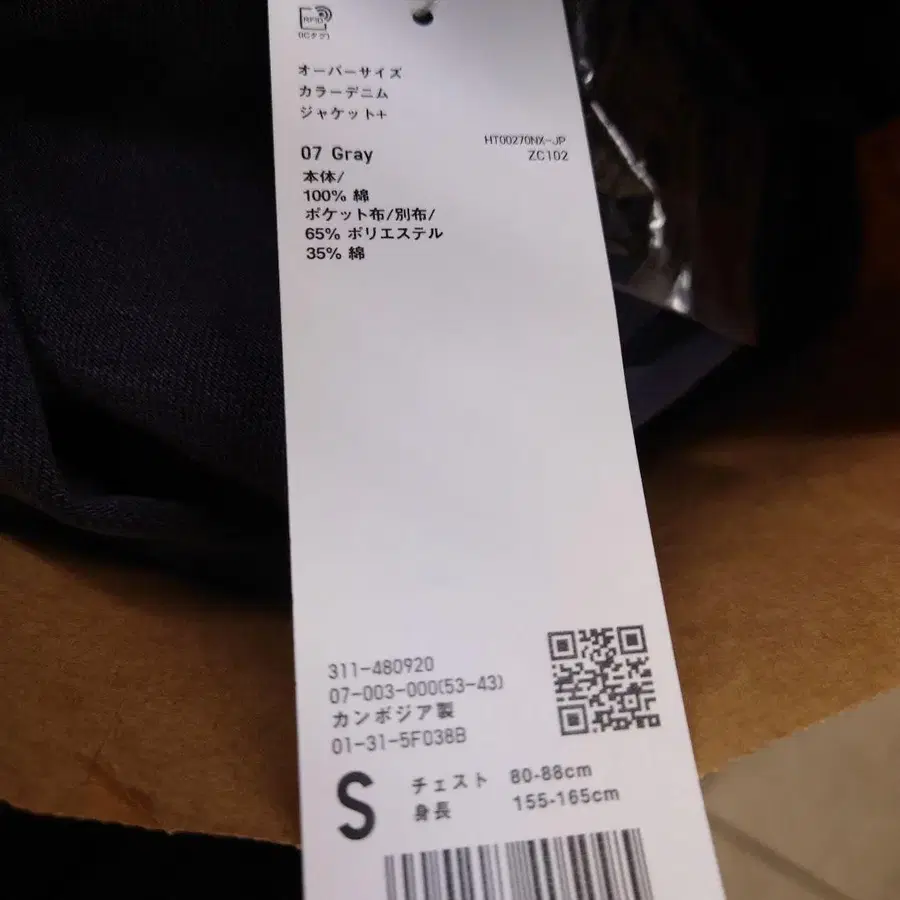 RFID
(ICタグ)
オーバーサイズ
カラーデニム
ジャケット+
HT00270NX-JP
07 Gray
ZC102
本体/
100% 綿
ポケット布/別布/
65% ポリエステル
35% 綿
311-480920
07-003-000(53-43)
カンボジア製
01-31-5F038B
S
チェスト 80-88cm
身長 155-165cm